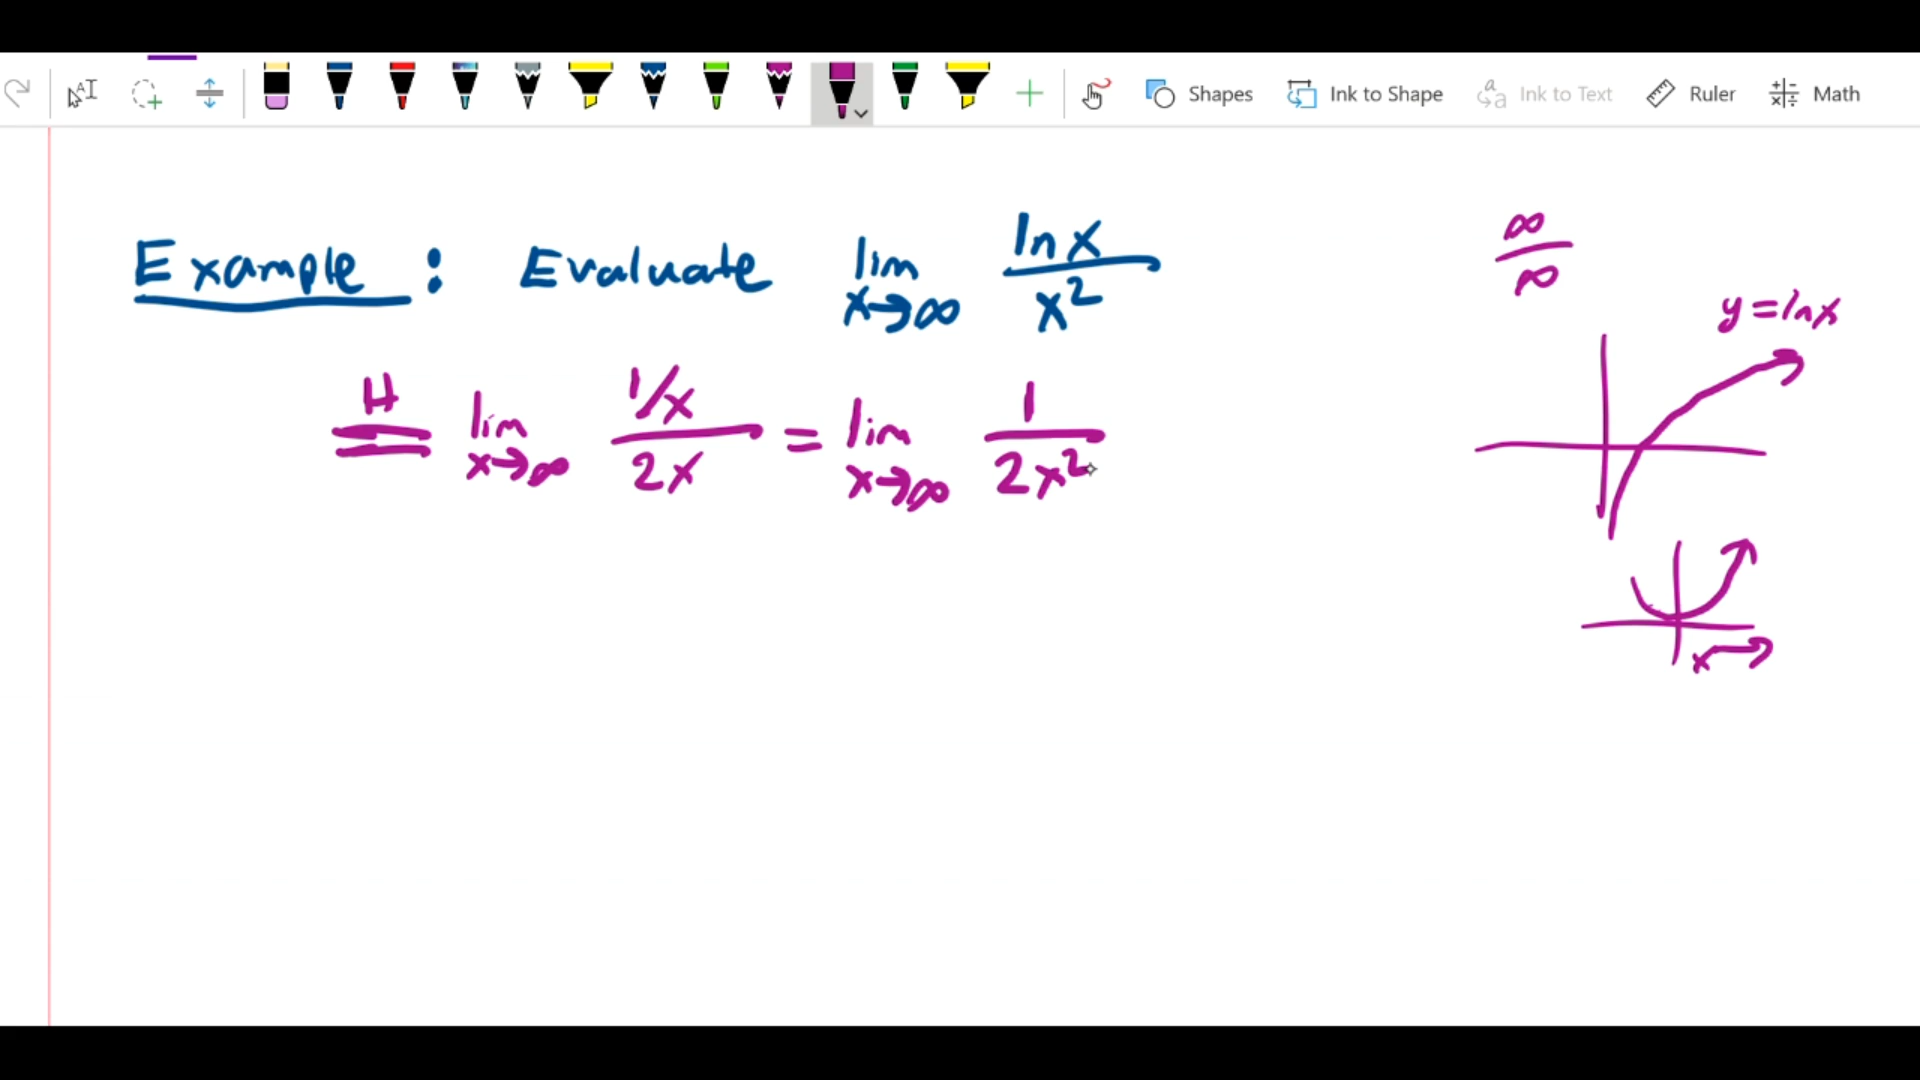 Shapes Ink to Shape Ink to Text Ruler Math
Example: Evaluate lim x→∞ ln x / x²
∞/∞
y = ln x
H = lim x→∞ 1/x / 2x = lim x→∞ 1 / 2x²
x